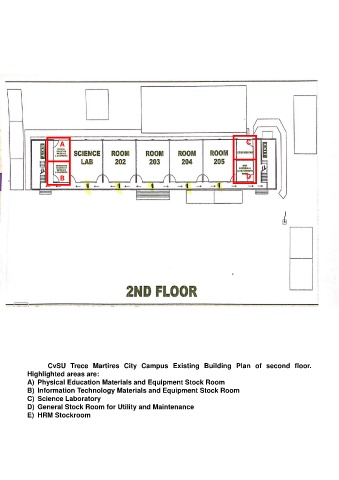 A
C
SCIENCE LAB
ROOM 202
ROOM 203
ROOM 204
ROOM 205
B
D
2ND FLOOR
CvSU Trece Martires City Campus Existing Building Plan of second floor.
Highlighted areas are:
A) Physical Education Materials and Equipment Stock Room
B) Information Technology Materials and Equipment Stock Room
C) Science Laboratory
D) General Stock Room for Utility and Maintenance
E) HRM Stockroom